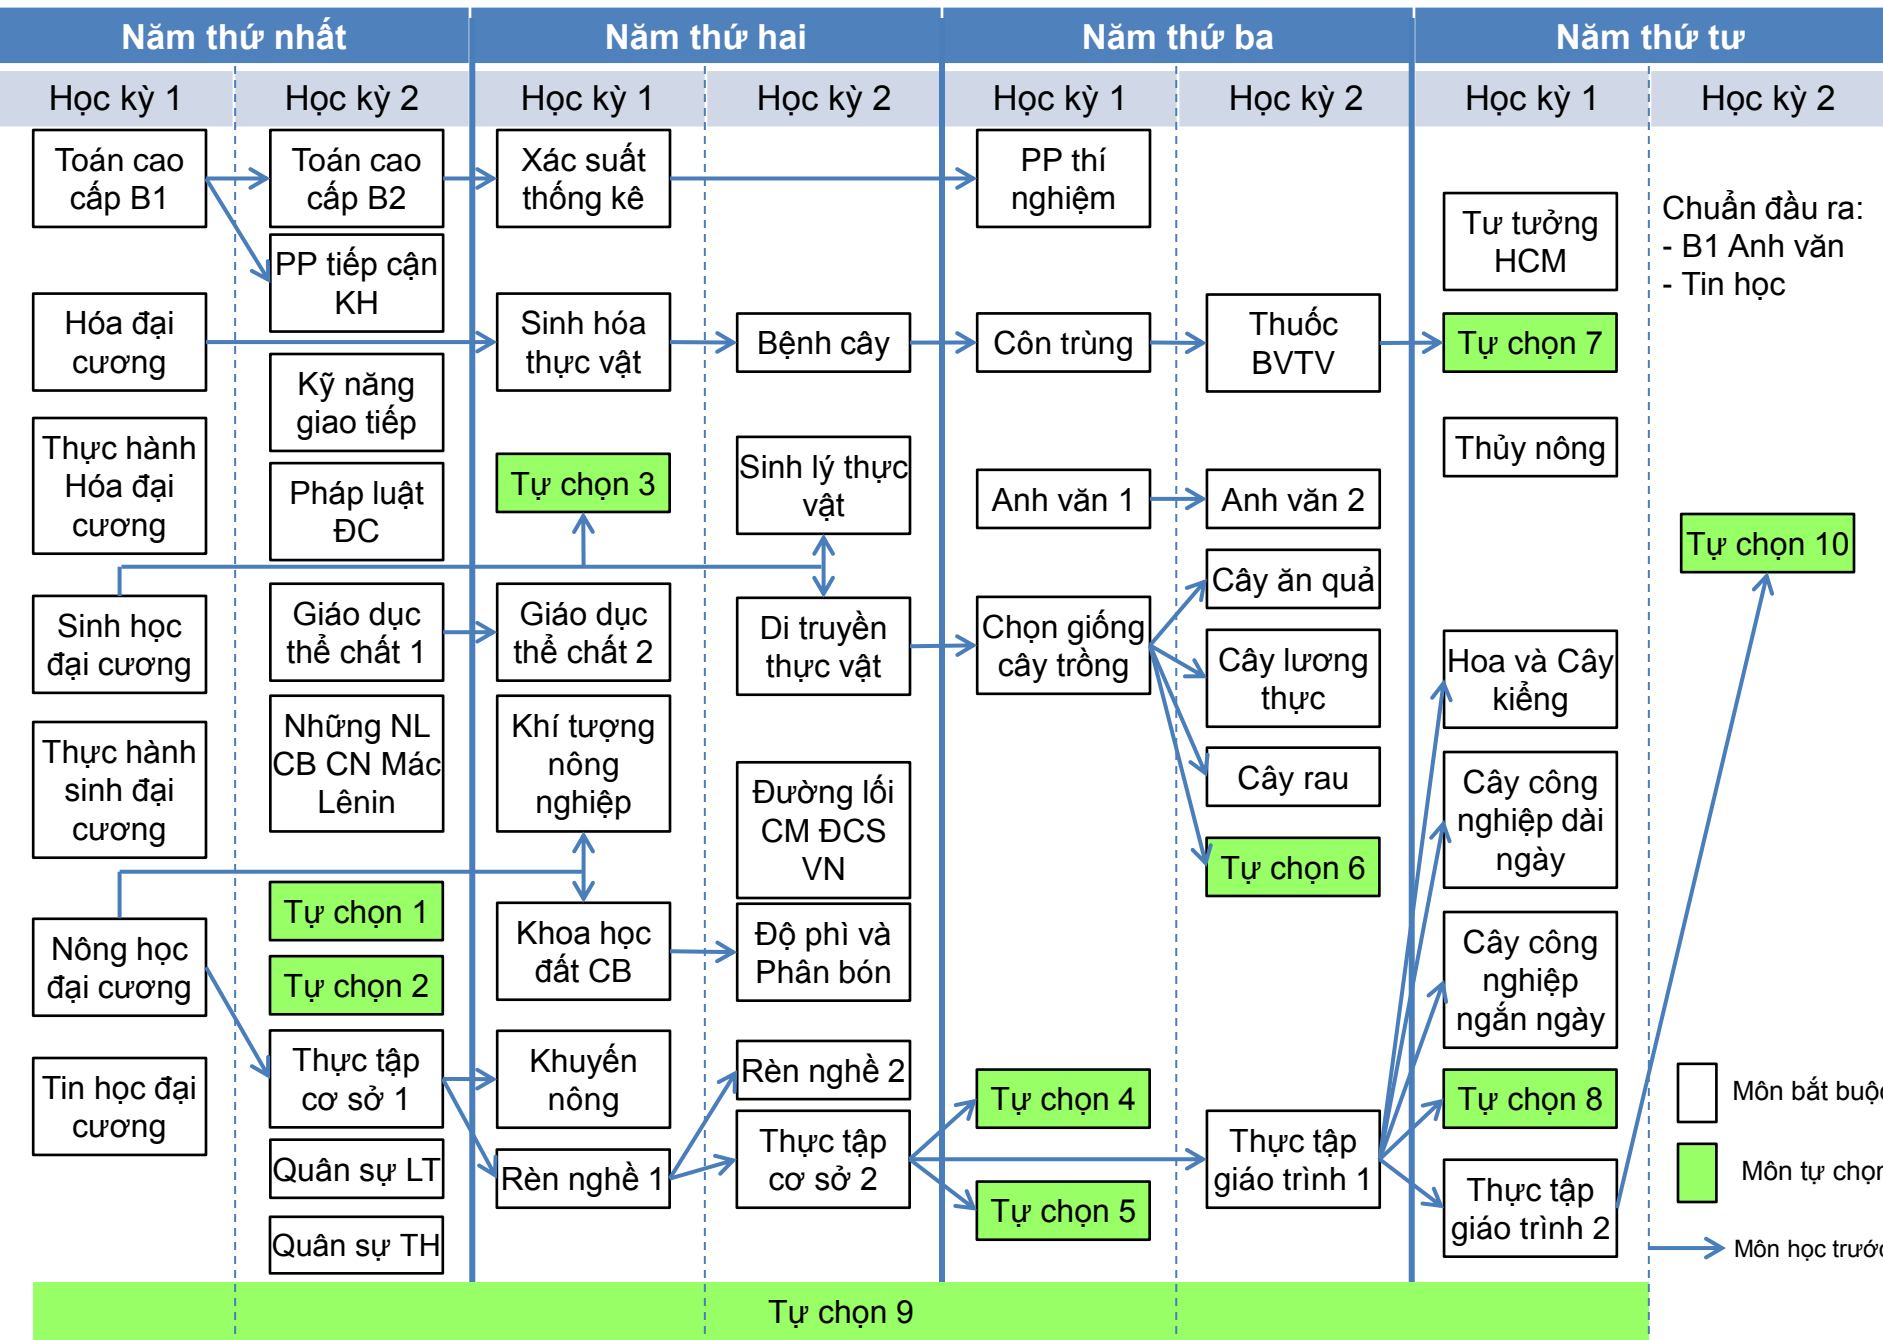 Năm thứ nhất
Năm thứ hai
Năm thứ ba
Năm thứ tư
Học kỳ 1
Học kỳ 2
Học kỳ 1
Học kỳ 2
Học kỳ 1
Học kỳ 2
Học kỳ 1
Học kỳ 2
Toán cao
cấp B1
Hóa đại
cương
Thực hành
Hóa đại
cương
Sinh học
đại cương
Thực hành
sinh đại
cương
Nông học
đại cương
Tin học đại
cương
Toán cao
cấp B2
PP tiếp cận
KH
Kỹ năng
giao tiếp
Pháp luật
ĐC
Giáo dục
thể chất 1
Những NL
CB CN Mác
Lênin
Tự chọn 1
Tự chọn 2
Thực tập
cơ sở 1
Quân sự LT
Quân sự TH
Xác suất
thống kê
Sinh hóa
thực vật
Tự chọn 3
Giáo dục
thể chất 2
Khí tượng
nông
nghiệp
Khoa học
đất CB
Khuyến
nông
Rèn nghề 1
Bệnh cây
Sinh lý thực
vật
Di truyền
thực vật
Đường lối
CM ĐCS
VN
Độ phì và
Phân bón
Rèn nghề 2
Thực tập
cơ sở 2
PP thí
nghiệm
Côn trùng
Anh văn 1
Chọn giống
cây trồng
Tự chọn 4
Tự chọn 5
Thuốc
BVTV
Anh văn 2
Cây ăn quả
Cây lương
thực
Cây rau
Tự chọn 6
Thực tập
giáo trình 1
Tư tưởng
HCM
Tự chọn 7
Thủy nông
Hoa và Cây
kiểng
Cây công
nghiệp dài
ngày
Cây công
nghiệp
ngắn ngày
Tự chọn 8
Thực tập
giáo trình 2
Chuẩn đầu ra:
- B1 Anh văn
- Tin học
Tự chọn 10
Môn bắt buộc
Môn tự chọn
Môn học trước
Tự chọn 9